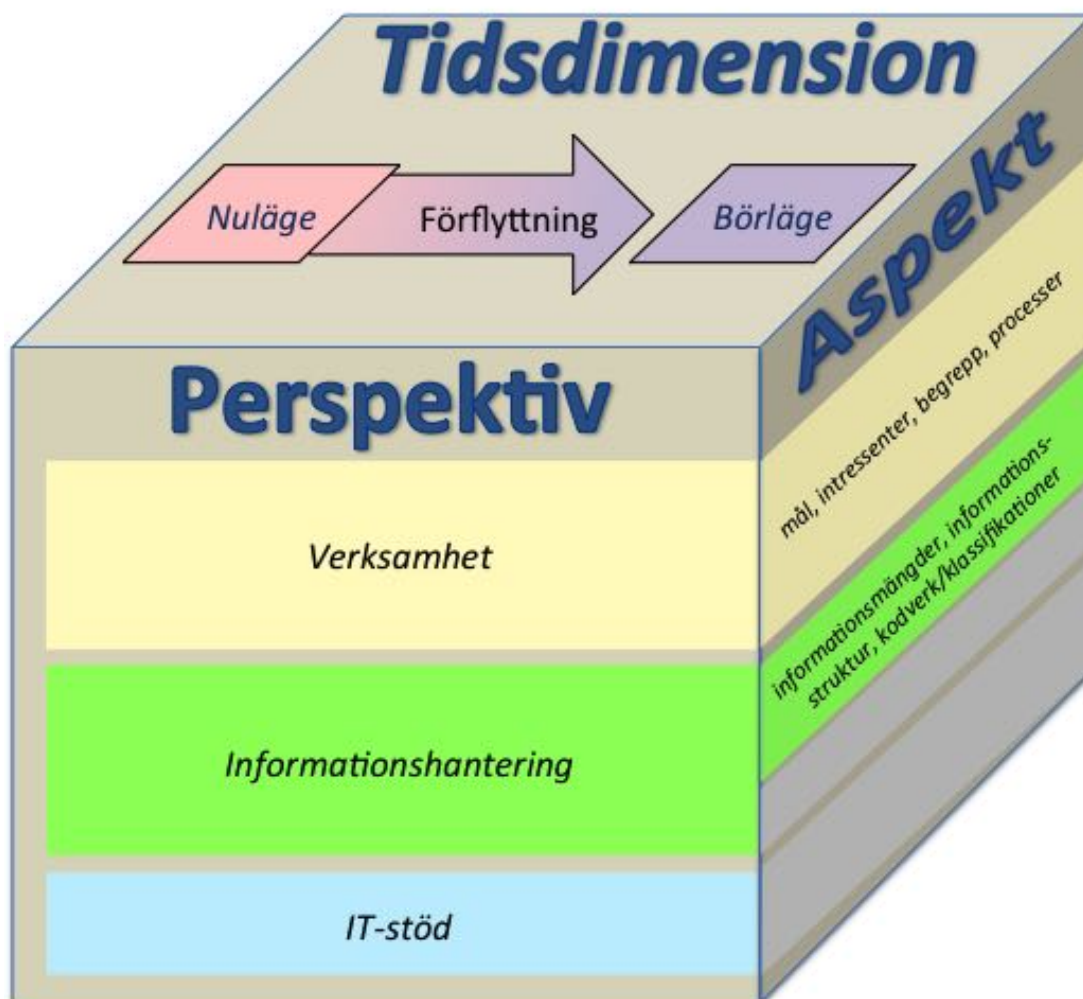 Tidsdimension
Nuläge
Förflyttning
Börläge
Aspekt
Perspektiv
mål, intressenter, begrepp, processer
Verksamhet
informationsmängder, informations-
struktur, kodverk/klassifikationer
Informationshantering
IT-stöd